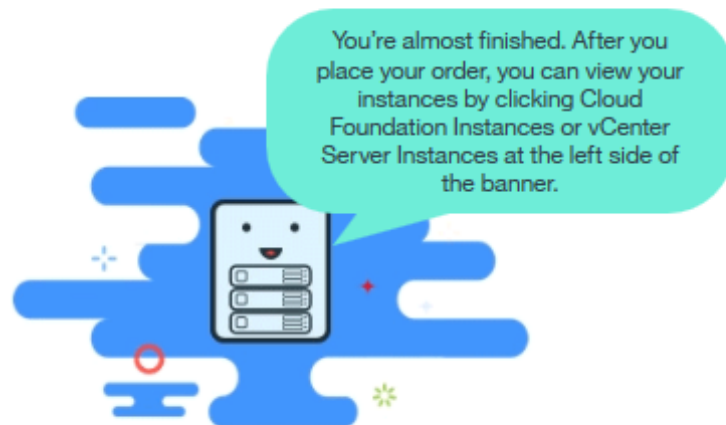 You're almost finished. After you
place your order, you can view your
instances by clicking Cloud
Foundation Instances or vCenter
Server Instances at the left side of
the banner.